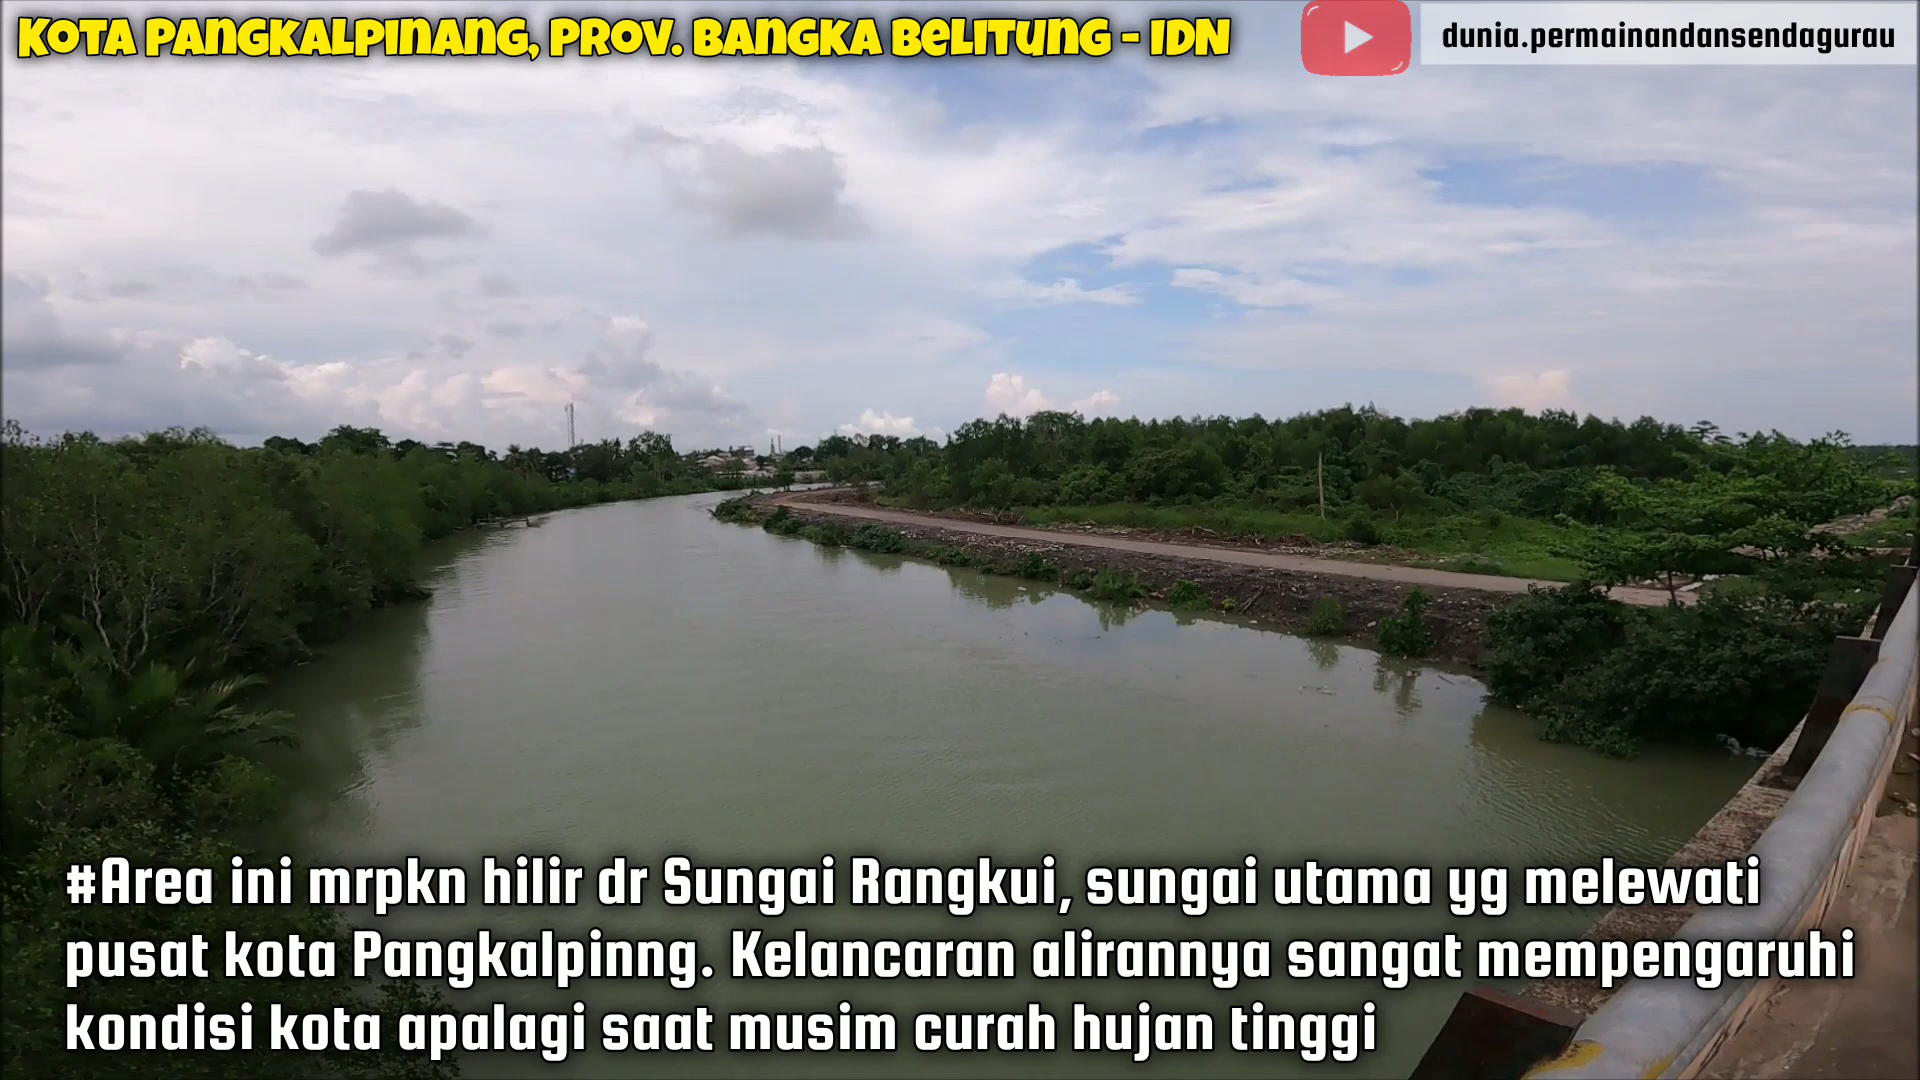 KOTA PANGKALPINANG, PROV. BANGKA BELITUNG - IDN
dunia.permainandansendagurau
#Area ini mrpkn hilir dr Sungai Rangkui, sungai utama yg melewati
pusat kota Pangkalpinng. Kelancaran alirannya sangat mempengaruhi
kondisi kota apalagi saat musim curah hujan tinggi